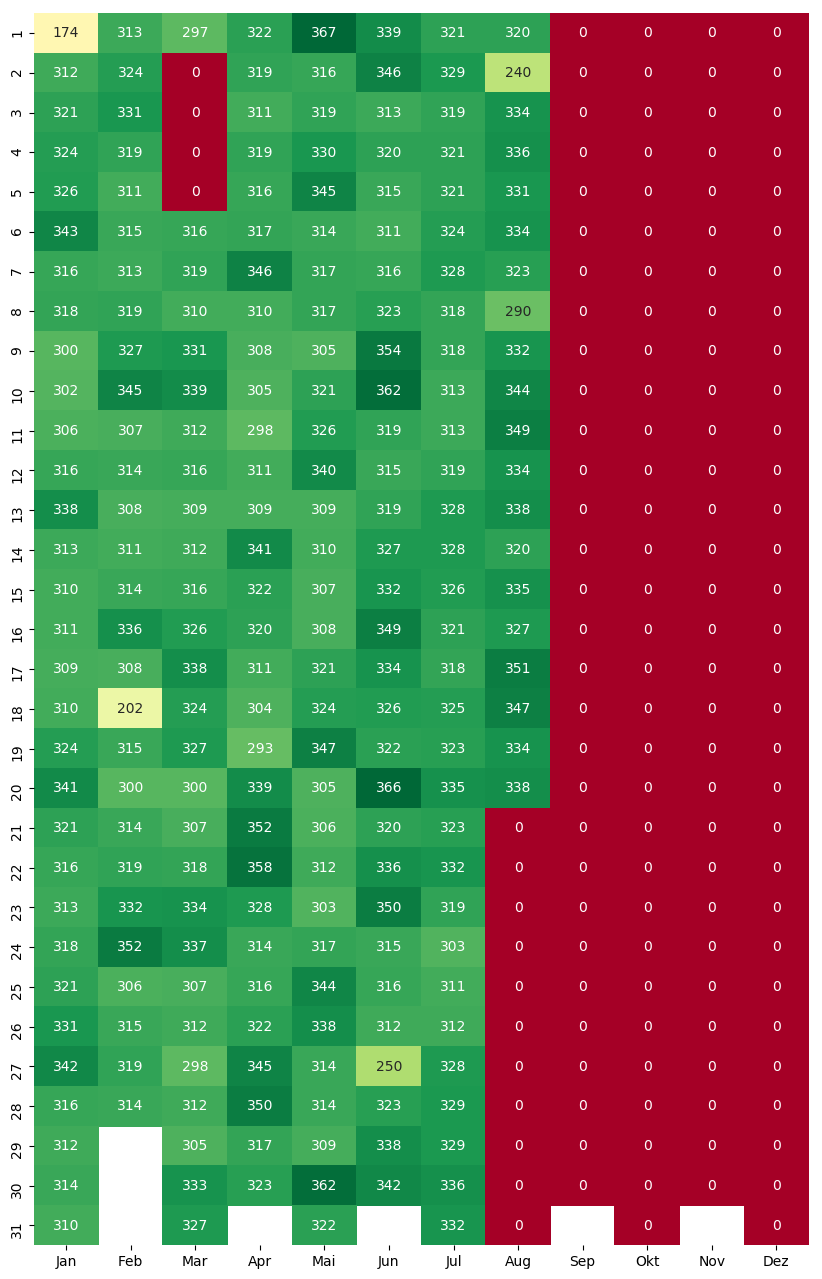 1 174 313 297 322 367 339 321 320 0 0 0 0
2 312 324 0 319 316 346 329 240 0 0 0 0
3 321 331 0 311 319 313 319 334 0 0 0 0
4 324 319 0 319 330 320 321 336 0 0 0 0
5 326 311 0 316 345 315 321 331 0 0 0 0
6 343 315 316 317 314 311 324 334 0 0 0 0
7 316 313 319 346 317 316 328 323 0 0 0 0
8 318 319 310 310 317 323 318 290 0 0 0 0
9 300 327 331 308 305 354 318 332 0 0 0 0
10 302 345 339 305 321 362 313 344 0 0 0 0
11 306 307 312 298 326 319 313 349 0 0 0 0
12 316 314 316 311 340 315 319 334 0 0 0 0
13 338 308 309 309 309 319 328 338 0 0 0 0
14 313 311 312 341 310 327 328 320 0 0 0 0
15 310 314 316 322 307 332 326 335 0 0 0 0
16 311 336 326 320 308 349 321 327 0 0 0 0
17 309 308 338 311 321 334 318 351 0 0 0 0
18 310 202 324 304 324 326 325 347 0 0 0 0
19 324 315 327 293 347 322 323 334 0 0 0 0
20 341 300 300 339 305 366 335 338 0 0 0 0
21 321 314 307 352 306 320 323 0 0 0 0 0
22 316 319 318 358 312 336 332 0 0 0 0 0
23 313 332 334 328 303 350 319 0 0 0 0 0
24 318 352 337 314 317 315 303 0 0 0 0 0
25 321 306 307 316 344 316 311 0 0 0 0 0
26 331 315 312 322 338 312 312 0 0 0 0 0
27 342 319 298 345 314 250 328 0 0 0 0 0
28 316 314 312 350 314 323 329 0 0 0 0 0
29 312 305 317 309 338 329 0 0 0 0 0
30 314 333 323 362 342 336 0 0 0 0 0
31 310 327 322 332 0 0 0
Jan Feb Mar Apr Mai Jun Jul Aug Sep Okt Nov Dez